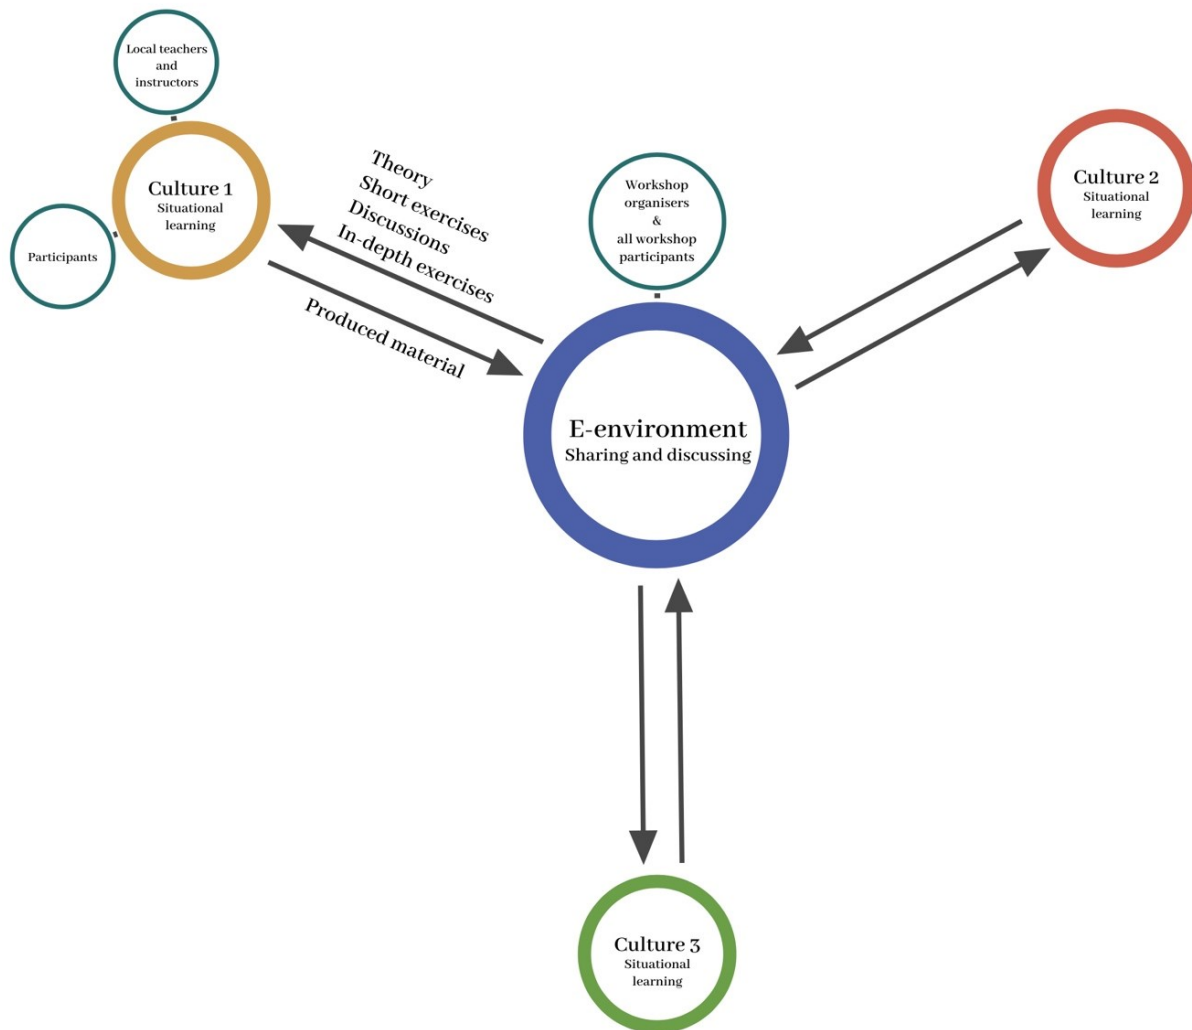 Local teachers
and
instructors
Culture 1
Situational
learning
Participants
Theory
Short exercises
Discussions
In-depth exercises
Produced material
Workshop
organisers
&
all workshop
participants
Culture 2
Situational
learning
E-environment
Sharing and discussing
Culture 3
Situational
learning